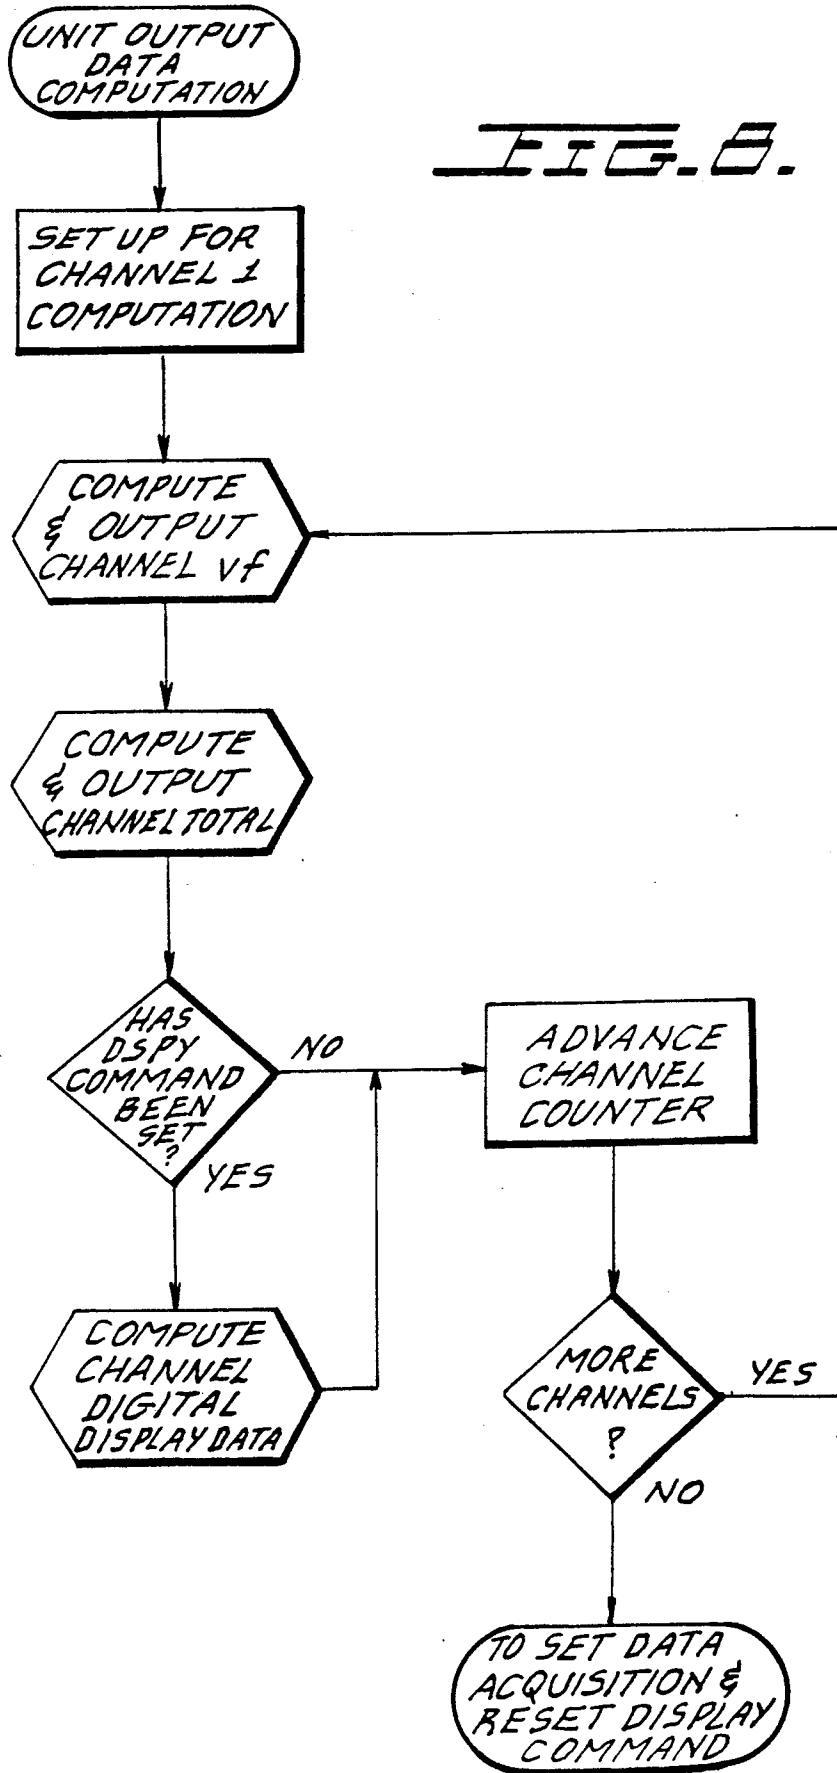 UNIT OUTPUT
DATA
COMPUTATION
FIG. 8.
SET UP FOR
CHANNEL 1
COMPUTATION
COMPUTE
& OUTPUT
CHANNEL vf
COMPUTE
& OUTPUT
CHANNEL TOTAL
HAS
DSPY
COMMAND
BEEN
SET
?
NO
YES
COMPUTE
CHANNEL
DIGITAL
DISPLAY DATA
ADVANCE
CHANNEL
COUNTER
MORE
CHANNELS
?
YES
NO
TO SET DATA
ACQUISITION &
RESET DISPLAY
COMMAND